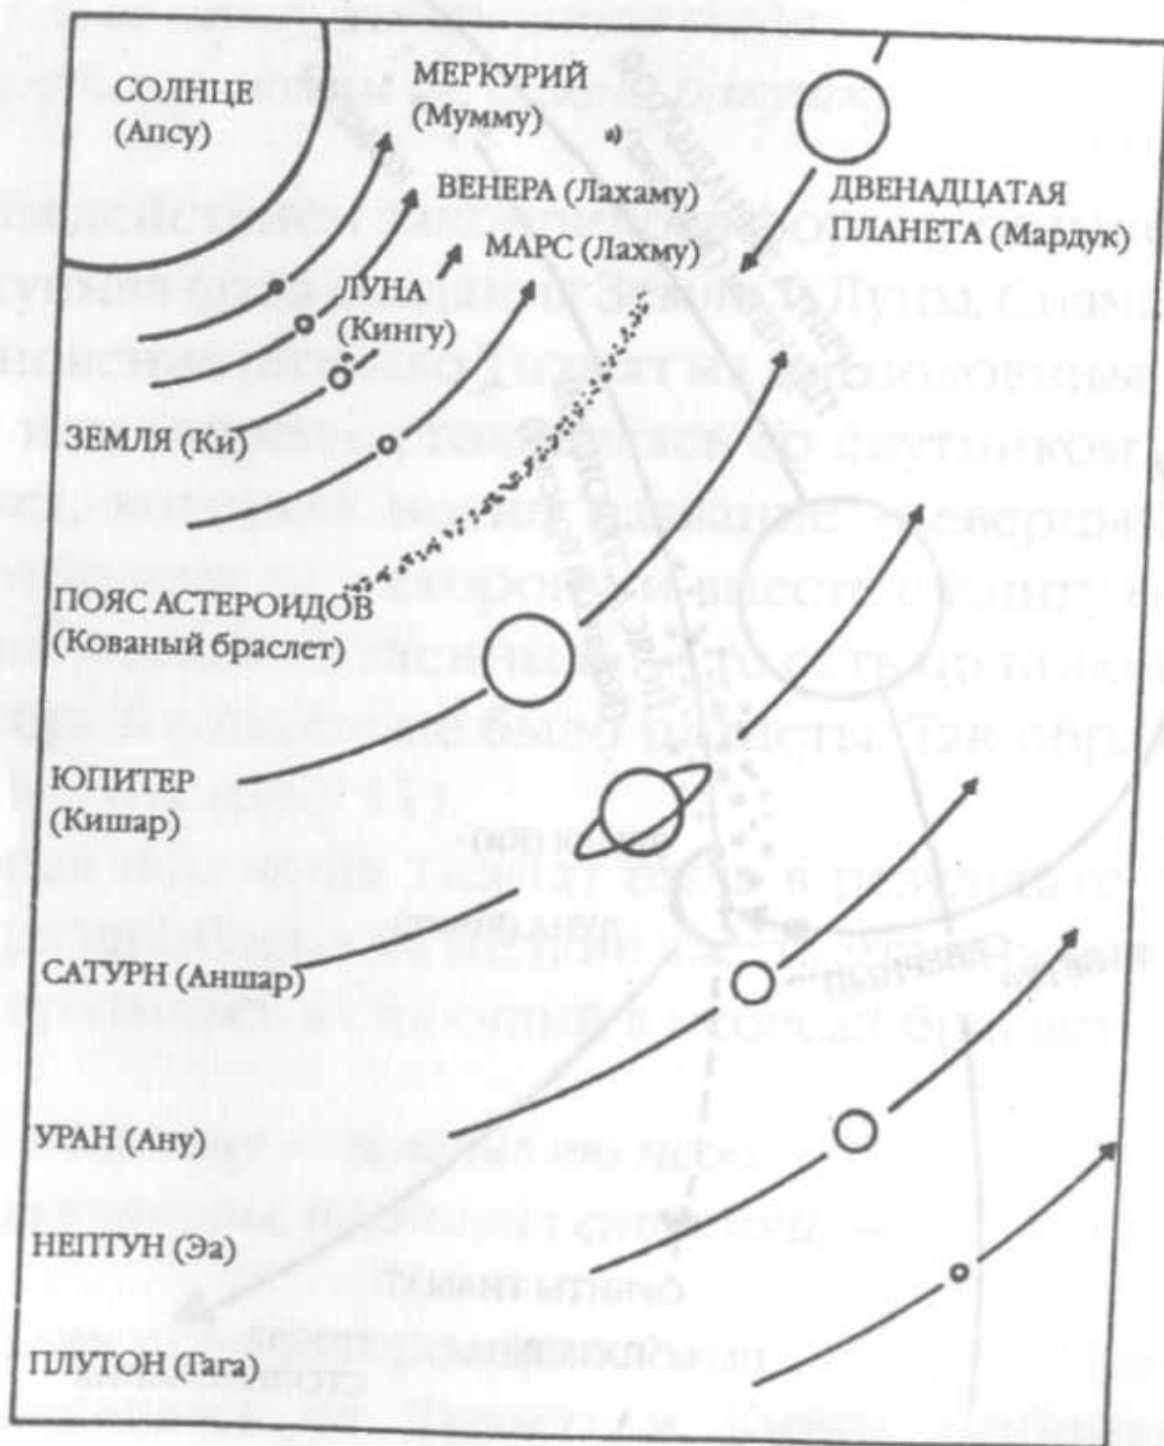 СОЛНЦЕ
(Апсу)
МЕРКУРИЙ
(Мумму)
ВЕНЕРА (Лахаму)
МАРС (Лахму)
ДВЕНАДЦАТАЯ
ПЛАНЕТА (Мардук)
ЛУНА
(Кингу)
ЗЕМЛЯ (Ки)
ПОЯС АСТЕРОИДОВ
(Кованый браслет)
ЮПИТЕР
(Кишар)
САТУРН (Аншар)
УРАН (Ану)
НЕПТУН (Эа)
ПЛУТОН (Гага)